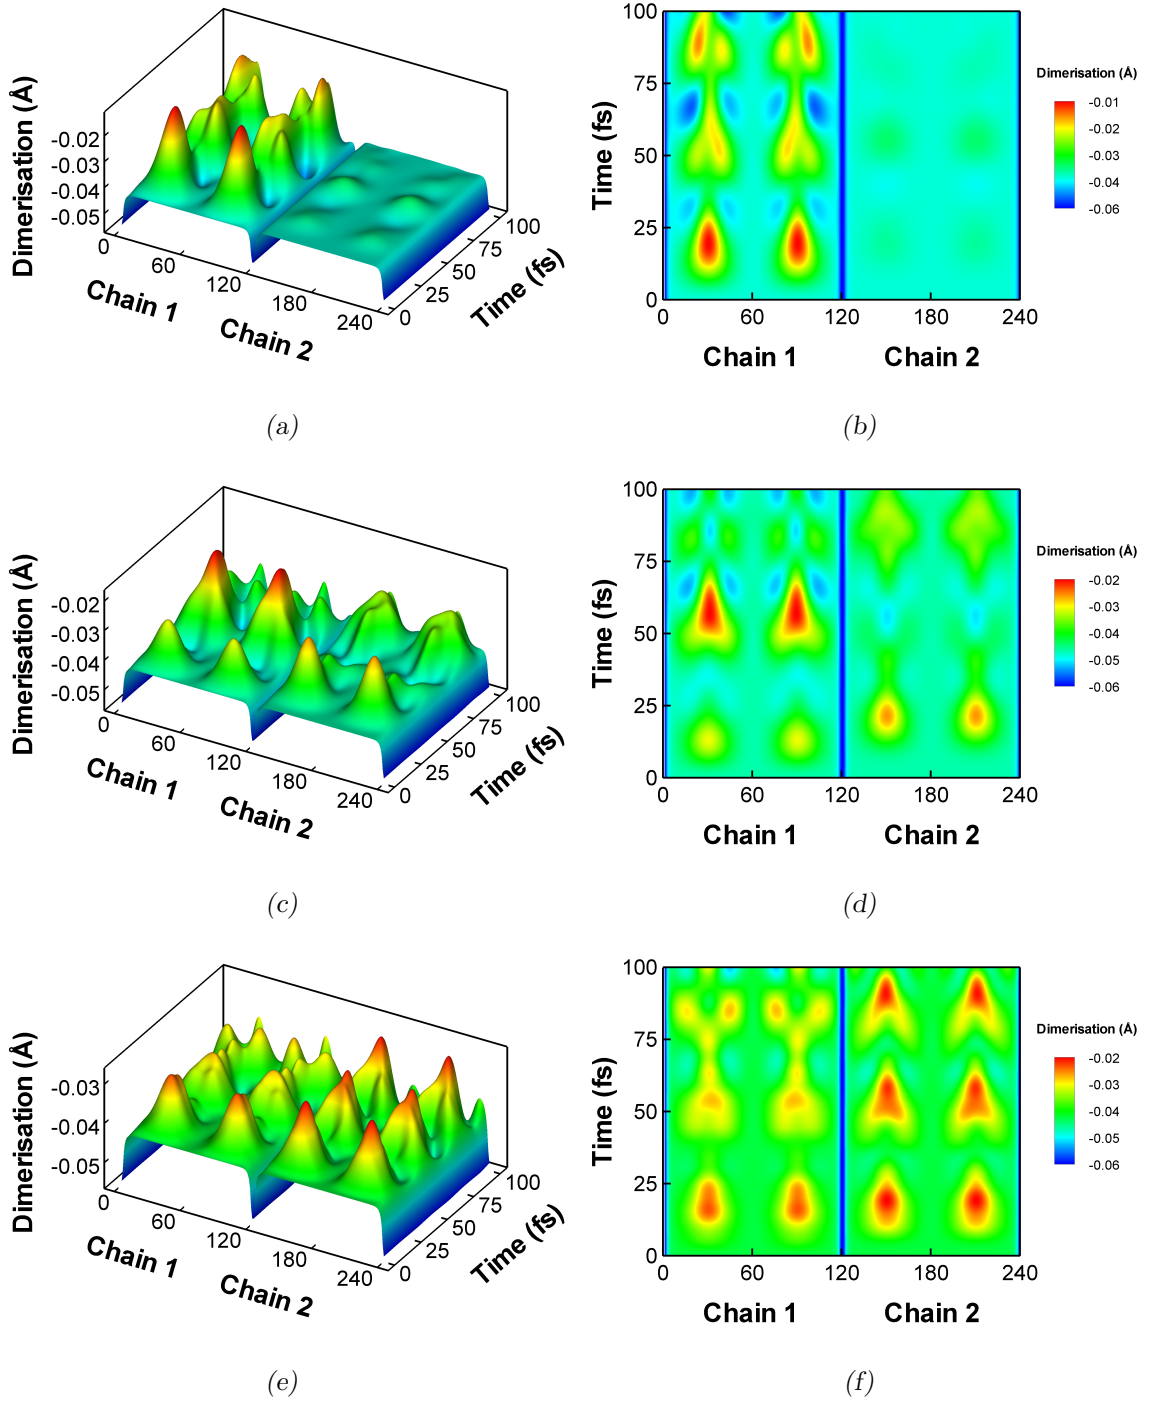 Dimerisation (Å)
-0.02
-0.03
-0.04
-0.05
0
60
120
180
240
Chain 1
Chain 2
0
25
50
75
100
Time (fs)
(a)
100
75
50
25
0
Time (fs)
0 60 120 180 240
Chain 1 Chain 2
Dimerisation (Å)
-0.01
-0.02
-0.03
-0.04
-0.06
(b)
Dimerisation (Å)
-0.02
-0.03
-0.04
-0.05
0
60
120
180
240
Chain 1
Chain 2
0
25
50
75
100
Time (fs)
(c)
100
75
50
25
0
Time (fs)
0 60 120 180 240
Chain 1 Chain 2
Dimerisation (Å)
-0.02
-0.03
-0.04
-0.05
-0.06
(d)
Dimerisation (Å)
-0.03
-0.04
-0.05
0
60
120
180
240
Chain 1
Chain 2
0
25
50
75
100
Time (fs)
(e)
100
75
50
25
0
Time (fs)
0 60 120 180 240
Chain 1 Chain 2
Dimerisation (Å)
-0.02
-0.03
-0.04
-0.05
-0.06
(f)